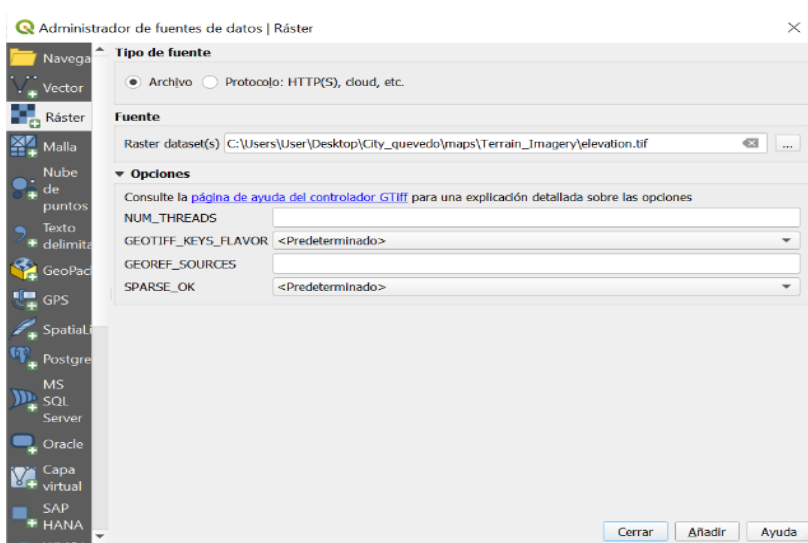 Administrador de fuentes de datos | Ráster
Navega
Vector
Ráster
Malla
Nube
de
puntos
Texto
delimita
GeoPad
GPS
SpatiaLi
Postgre
MS
SQL
Server
Oracle
Capa
virtual
SAP
HANA
Tipo de fuente
Archivo Protocolo: HTTP(S), cloud, etc.
Fuente
Raster dataset(s) C:\Users\User\Desktop\City_quevedo\maps\Terrain_Imagery\elevation.tif ...
Opciones
Consulte la página de ayuda del controlador GTiff para una explicación detallada sobre las opciones
NUM_THREADS
GEOTIFF_KEYS_FLAVOR <Predeterminado>
GEOREF_SOURCES
SPARSE_OK <Predeterminado>
Cerrar Añadir Ayuda